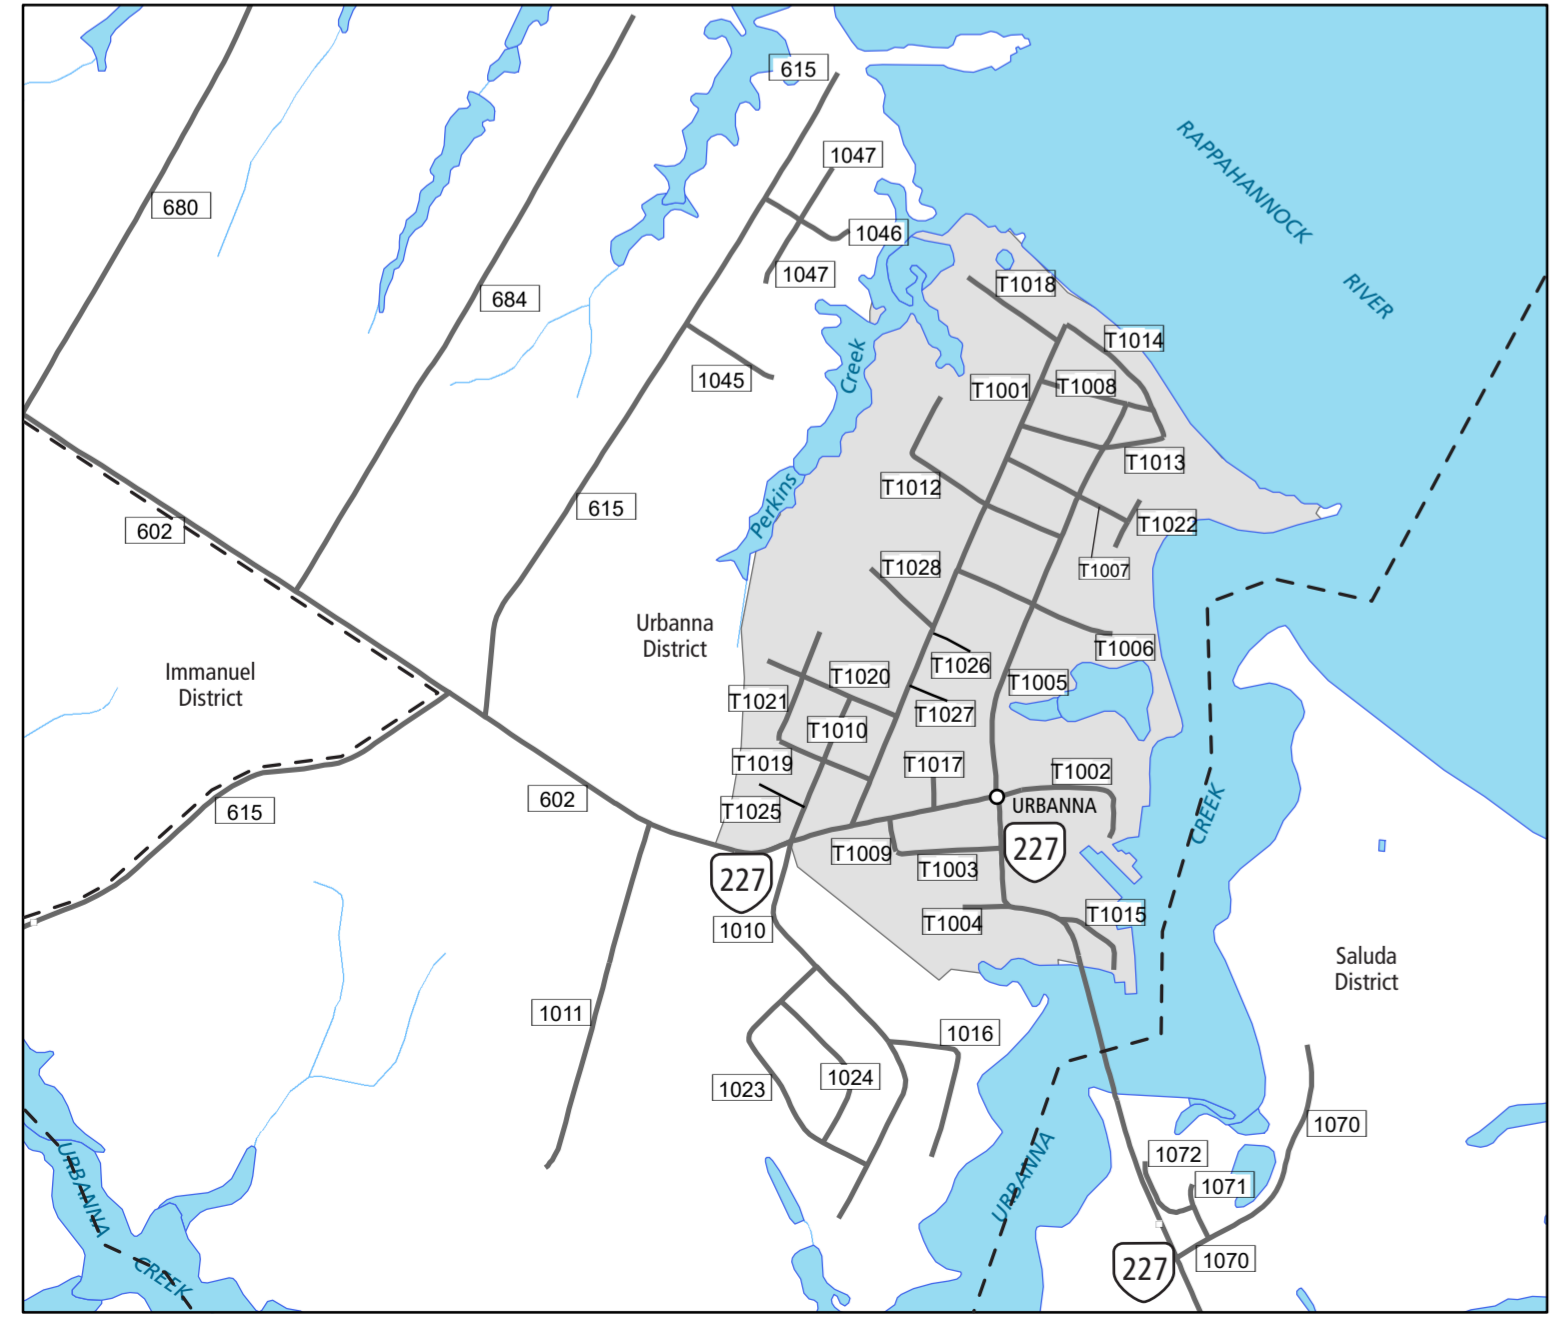 615
1047
RAPPAHANNOCK
680
1046
1047
T1018
684
RIVER
T1014
1045
Creek
T1001
T1008
T1013
T1012
Perkins
615
602
T1022
T1028
T1007
Urbanna
District
T1006
Immanuel
District
T1026
T1020
T1005
T1021
T1027
T1010
T1019
T1017
T1002
602
615
T1025
URBANNA
CREEK
T1009
227
T1003
227
1010
T1004
T1015
Saluda
District
1011
1016
1023
1024
1070
1072
URBANNA
1071
URBANNA
CREEK
227
1070